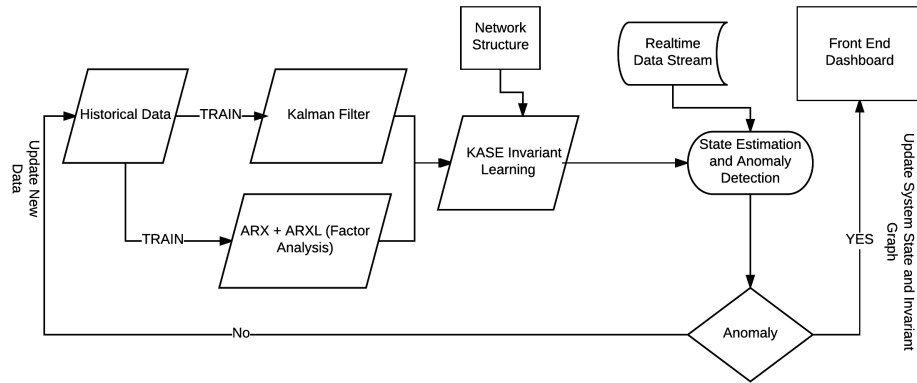 Network
Structure
Realtime
Data Stream
Front End
Dashboard
Historical Data
TRAIN
Kalman Filter
KASE Invariant
Learning
State Estimation
and Anomaly
Detection
Update New
Data
TRAIN
ARX + ARXL (Factor
Analysis)
YES
Update System State and Invariant
Graph
No
Anomaly